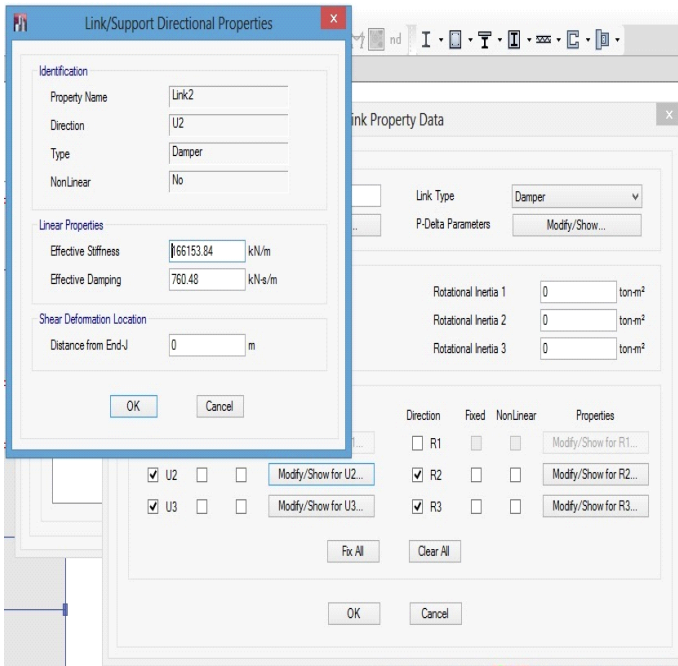 Link/Support Directional Properties
x
nd
Identification
Property Name Link2
Direction U2
Type Damper
NonLinear No
Linear Properties
Effective Stiffness 166153.84 kN/m
Effective Damping 760.48 kN-s/m
Shear Deformation Location
Distance from End-J 0 m
OK Cancel
ink Property Data
x
Link Type Damper
... P-Delta Parameters Modify/Show...
Rotational Inertia 1 0 ton-m²
Rotational Inertia 2 0 ton-m²
Rotational Inertia 3 0 ton-m²
Direction Fixed NonLinear Properties
1... R1 Modify/Show for R1...
U2 Modify/Show for U2... R2 Modify/Show for R2...
U3 Modify/Show for U3... R3 Modify/Show for R3...
Fix All Clear All
OK Cancel